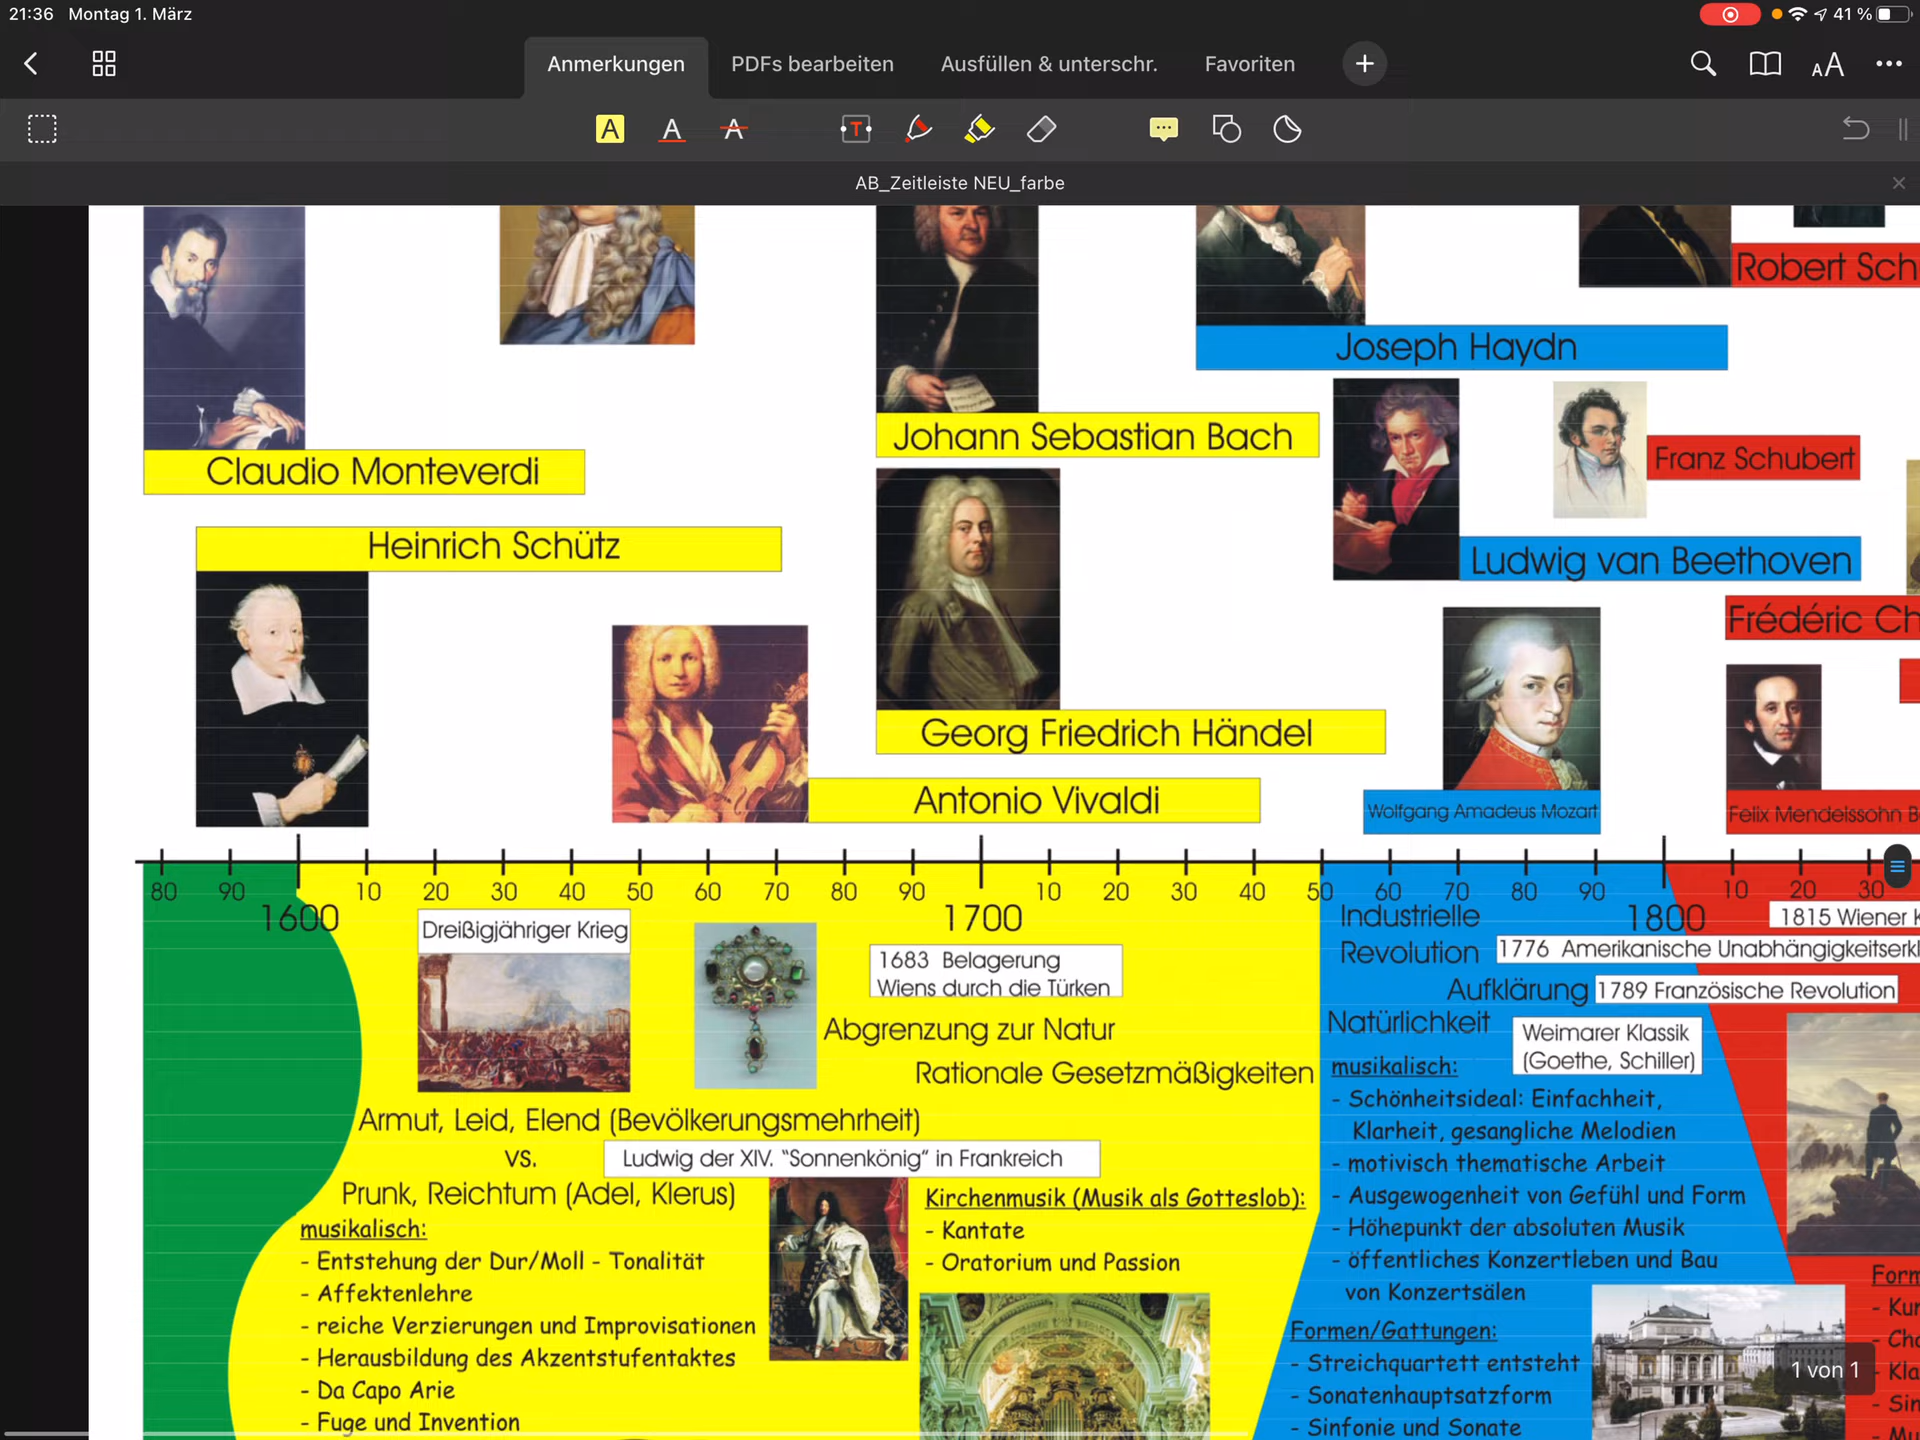 21:36 Montag 1. März
41 %
Anmerkungen
PDFs bearbeiten
Ausfüllen & unterschr.
Favoriten
AB_Zeitleiste NEU_farbe
Robert Sch
Joseph Haydn
Johann Sebastian Bach
Franz Schubert
Claudio Monteverdi
Heinrich Schütz
Ludwig van Beethoven
Frédéric Ch
Georg Friedrich Händel
Antonio Vivaldi
Wolfgang Amadeus Mozart
Felix Mendelssohn B
80 90 10 20 30 40 50 60 70 80 90 10 20 30 40 50 60 70 80 90 10 20 30
1600 1700 1800
Dreißigjähriger Krieg
1683 Belagerung
Wiens durch die Türken
Abgrenzung zur Natur
Rationale Gesetzmäßigkeiten
Armut, Leid, Elend (Bevölkerungsmehrheit)
vs.
Ludwig der XIV. "Sonnenkönig" in Frankreich
Prunk, Reichtum (Adel, Klerus)
musikalisch:
- Entstehung der Dur/Moll - Tonalität
- Affektenlehre
- reiche Verzierungen und Improvisationen
- Herausbildung des Akzentstufentaktes
- Da Capo Arie
- Fuge und Invention
Kirchenmusik (Musik als Gotteslob):
- Kantate
- Oratorium und Passion
Industrielle
Revolution
1815 Wiener K
1776 Amerikanische Unabhängigkeitserkl
Aufklärung
1789 Französische Revolution
Natürlichkeit
Weimarer Klassik
(Goethe, Schiller)
musikalisch:
- Schönheitsideal: Einfachheit,
Klarheit, gesangliche Melodien
- motivisch thematische Arbeit
- Ausgewogenheit von Gefühl und Form
- Höhepunkt der absoluten Musik
- öffentliches Konzertleben und Bau
von Konzertsälen
Formen/Gattungen:
- Streichquartett entsteht
- Sonatenhauptsatzform
- Sinfonie und Sonate
Form
- Kun
- Cha
- Kla
- Sin
- Mu
1 von 1